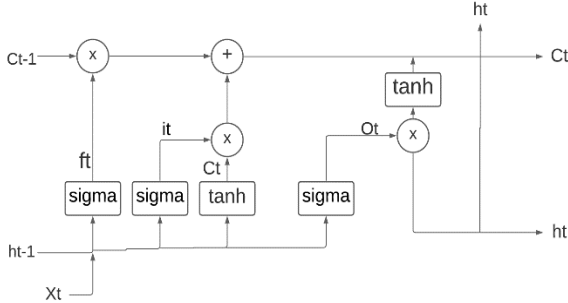 ht
Ct-1
x
+
Ct
tanh
it
Ot
x
x
ft
Ct
sigma
sigma
tanh
sigma
ht-1
ht
Xt